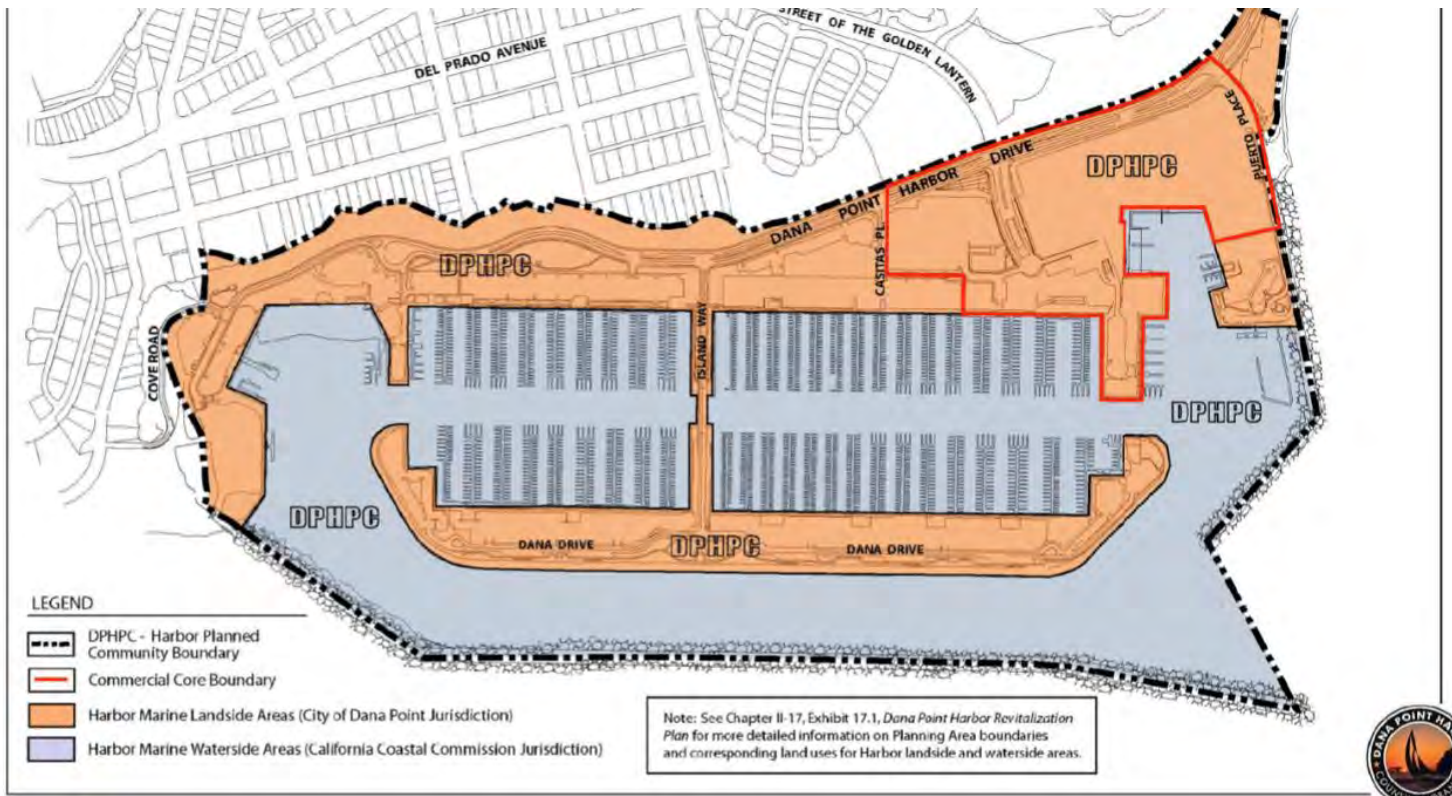 STREET OF THE GOLDEN LANTERN
DEL PRADO AVENUE
PUERTO PLACE
DPHPC
DANA POINT HARBOR DRIVE
DPHPC
CASITAS PL.
COVE ROAD
ISLAND WAY
DPHPC
DPHPC
DANA DRIVE
DPHPC
DANA DRIVE
LEGEND
DPHPC - Harbor Planned
Community Boundary
Commercial Core Boundary
Harbor Marine Landside Areas (City of Dana Point Jurisdiction)
Harbor Marine Waterside Areas (California Coastal Commission Jurisdiction)
Note: See Chapter II-17, Exhibit 17.1, Dana Point Harbor Revitalization
Plan for more detailed information on Planning Area boundaries
and corresponding land uses for Harbor landside and waterside areas.
DANA POINT